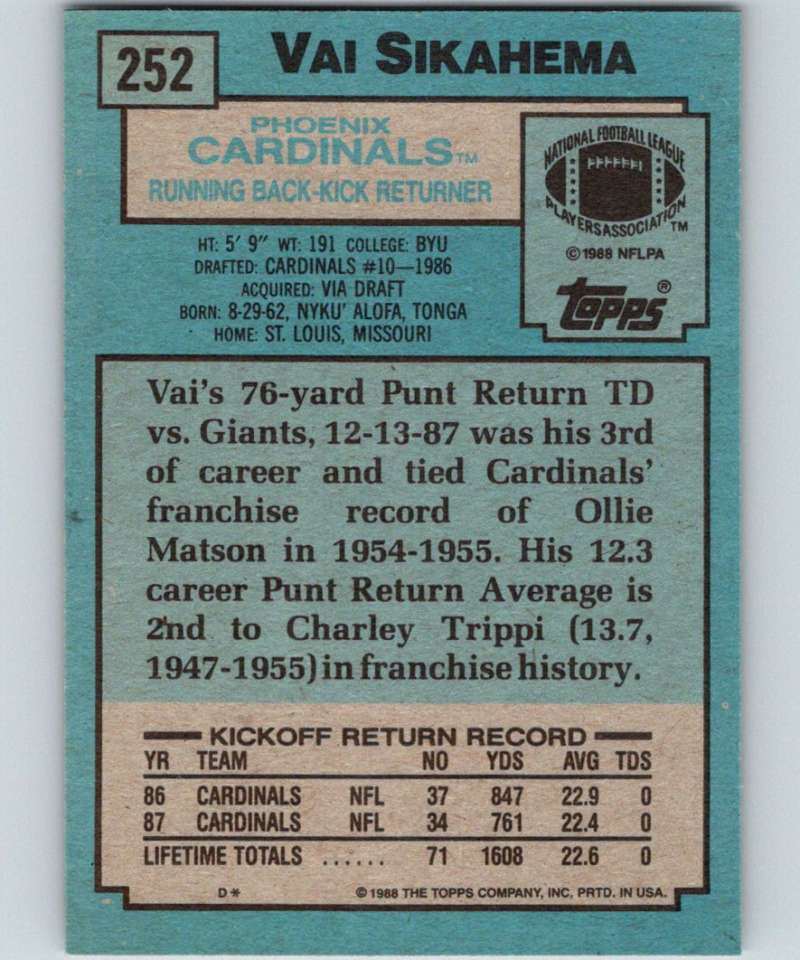 252
VAI SIKAHEMA
PHOENIX
CARDINALS™
RUNNING BACK-KICK RETURNER
NATIONAL FOOTBALL LEAGUE
PLAYERS ASSOCIATION™
©1988 NFLPA
Topps®
HT: 5' 9" WT: 191 COLLEGE: BYU
DRAFTED: CARDINALS #10—1986
ACQUIRED: VIA DRAFT
BORN: 8-29-62, NYKU' ALOFA, TONGA
HOME: ST. LOUIS, MISSOURI
Vai's 76-yard Punt Return TD
vs. Giants, 12-13-87 was his 3rd
of career and tied Cardinals'
franchise record of Ollie
Matson in 1954-1955. His 12.3
career Punt Return Average is
2nd to Charley Trippi (13.7,
1947-1955) in franchise history.
KICKOFF RETURN RECORD
YR TEAM NO YDS AVG TDS
86 CARDINALS NFL 37 847 22.9 0
87 CARDINALS NFL 34 761 22.4 0
LIFETIME TOTALS ...... 71 1608 22.6 0
D* ©1988 THE TOPPS COMPANY, INC. PRTD. IN USA.